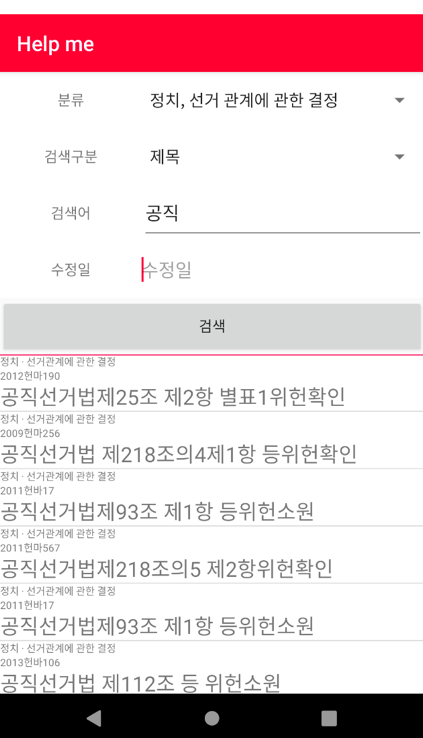 Help me
분류 정치, 선거 관계에 관한 결정
검색구분 제목
검색어 공직
수정일 수정일
검색
정치 · 선거관계에 관한 결정
2012헌마190
공직선거법제25조 제2항 별표1위헌확인
정치 · 선거관계에 관한 결정
2009헌마256
공직선거법 제218조의4제1항 등위헌확인
정치 · 선거관계에 관한 결정
2011헌바17
공직선거법제93조 제1항 등위헌소원
정치 · 선거관계에 관한 결정
2011헌마567
공직선거법제218조의5 제2항위헌확인
정치 · 선거관계에 관한 결정
2011헌바17
공직선거법제93조 제1항 등위헌소원
정치 · 선거관계에 관한 결정
2013헌바106
공직선거법 제112조 등 위헌소원